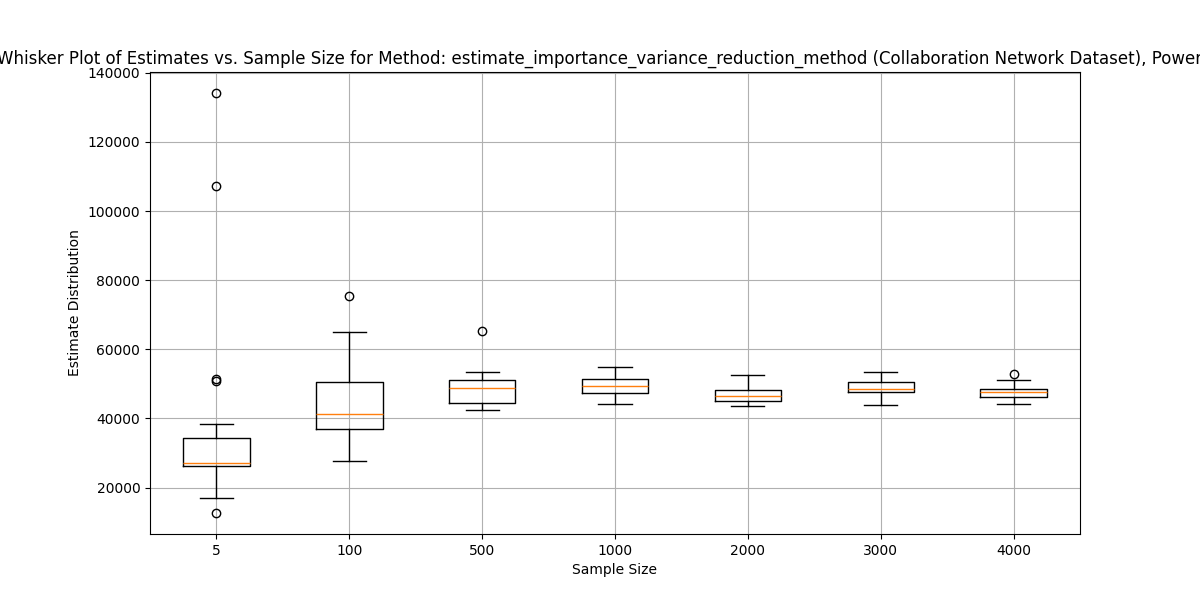 Whisker Plot of Estimates vs. Sample Size for Method: estimate_importance_variance_reduction_method (Collaboration Network Dataset), Power
140000
120000
100000
80000
60000
40000
20000
Estimate Distribution
5 100 500 1000 2000 3000 4000
Sample Size